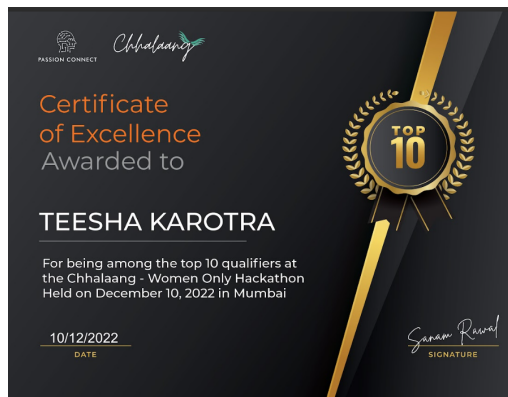 PASSION CONNECT
Chhalaang
Certificate
of Excellence
Awarded to
TOP
10
TEESHA KAROTRA
For being among the top 10 qualifiers at
the Chhalaang - Women Only Hackathon
Held on December 10, 2022 in Mumbai
10/12/2022
DATE
Sanam Rawal
SIGNATURE